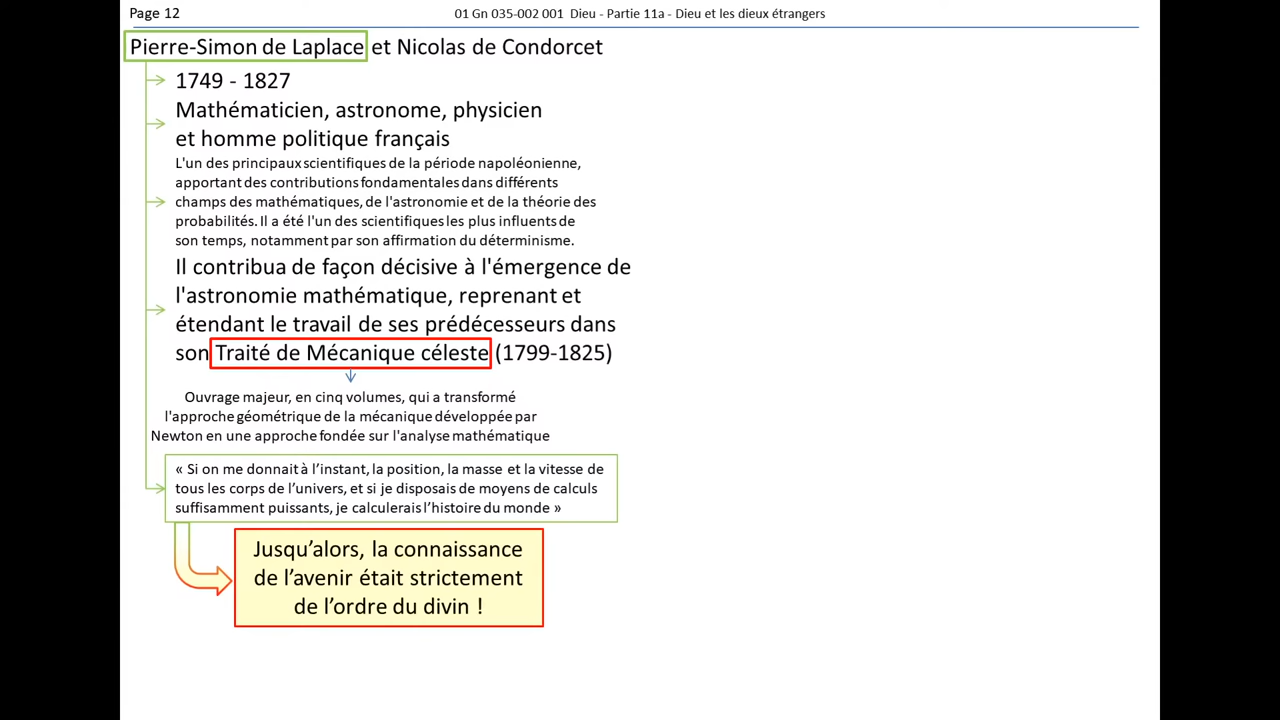 Page 12
01 Gn 035-002 001 Dieu - Partie 11a - Dieu et les dieux étrangers
Pierre-Simon de Laplace et Nicolas de Condorcet
1749 - 1827
Mathématicien, astronome, physicien
et homme politique français
L'un des principaux scientifiques de la période napoléonienne,
apportant des contributions fondamentales dans différents
champs des mathématiques, de l'astronomie et de la théorie des
probabilités. Il a été l'un des scientifiques les plus influents de
son temps, notamment par son affirmation du déterminisme.
Il contribua de façon décisive à l'émergence de
l'astronomie mathématique, reprenant et
étendant le travail de ses prédécesseurs dans
son Traité de Mécanique céleste (1799-1825)
Ouvrage majeur, en cinq volumes, qui a transformé
l'approche géométrique de la mécanique développée par
Newton en une approche fondée sur l'analyse mathématique
« Si on me donnait à l’instant, la position, la masse et la vitesse de
tous les corps de l’univers, et si je disposais de moyens de calculs
suffisamment puissants, je calculerais l’histoire du monde »
Jusqu’alors, la connaissance
de l’avenir était strictement
de l’ordre du divin !